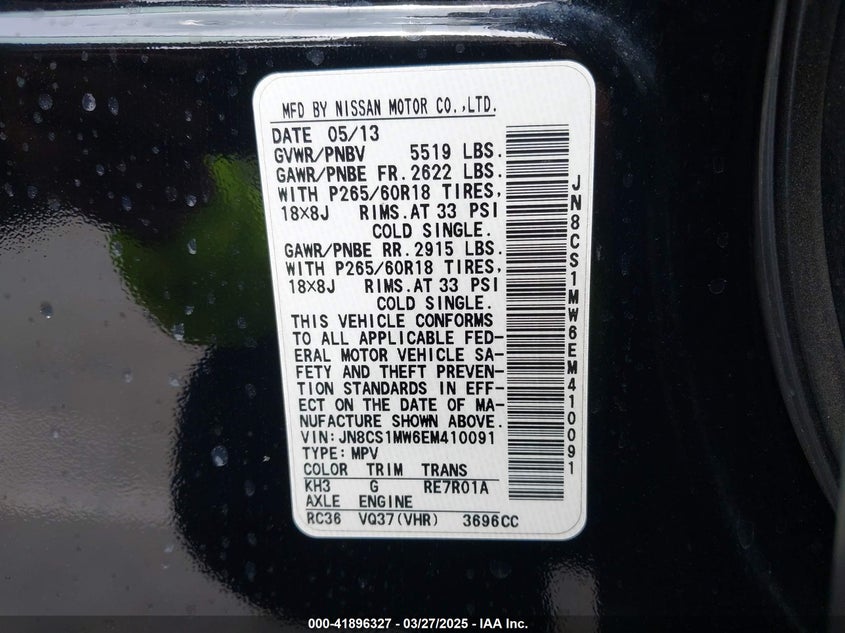 MFD BY NISSAN MOTOR CO.,LTD.
DATE 05/13
GVWR/PNBV 5519 LBS.
GAWR/PNBE FR.2622 LBS.
WITH P265/60R18 TIRES,
18×8J RIMS.AT 33 PSI
COLD SINGLE.
GAWR/PNBE RR.2915 LBS.
WITH P265/60R18 TIRES,
18×8J RIMS.AT 33 PSI
COLD SINGLE.
THIS VEHICLE CONFORMS
TO ALL APPLICABLE FED-
ERAL MOTOR VEHICLE SA-
FETY AND THEFT PREVEN-
TION STANDARDS IN EFF-
ECT ON THE DATE OF MA-
NUFACTURE SHOWN ABOVE.
VIN:JN8CS1MW6EM410091
TYPE:MPV
COLOR TRIM TRANS
KH3 G RE7R01A
AXLE ENGINE
RC36 VQ37(VHR) 3696CC
JN8CS1MW6EM410091
000-41896327 - 03/27/2025 - IAA Inc.